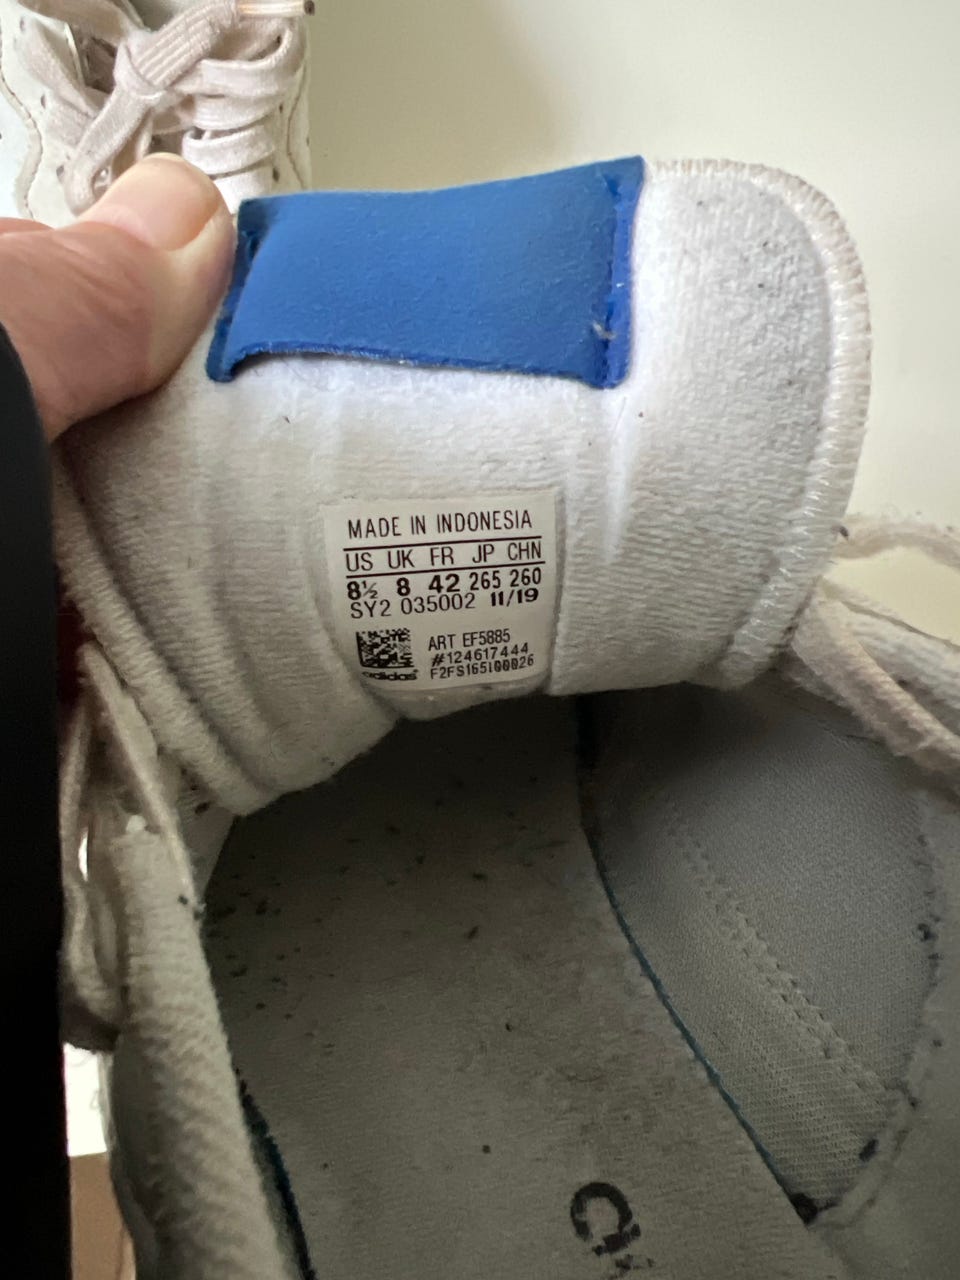 MADE IN INDONESIA
US UK FR JP CHN
8½ 8 42 265 260
SY2 035002 11/19
ART EF5885
#124617444
F2FS165100026
adidas